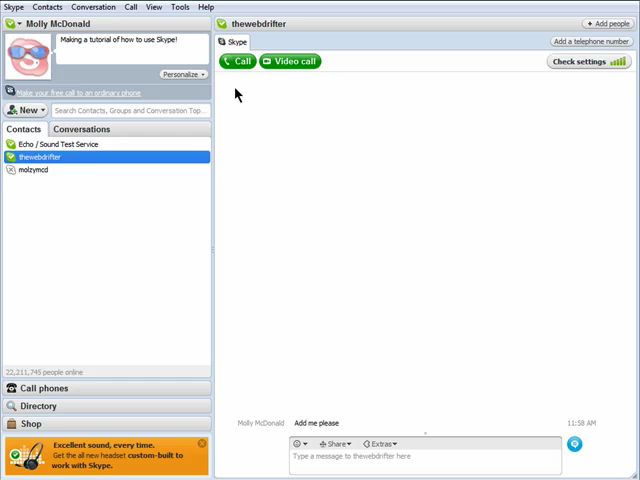 Skype Contacts Conversation Call View Tools Help
Molly McDonald
Making a tutorial of how to use Skype!
Personalize
Make your free call to an ordinary phone
New
Search Contacts, Groups and Conversation Top...
Contacts Conversations
Echo / Sound Test Service
thewebdrifter
molzymcd
22,211,745 people online
Call phones
Directory
Shop
Excellent sound, every time.
Get the all new headset custom-built
to work with Skype.
thewebdrifter
Add people
Skype
Add a telephone number
Call Video call
Check settings
Molly McDonald Add me please 11:58 AM
Share Extras
Type a message to thewebdrifter here